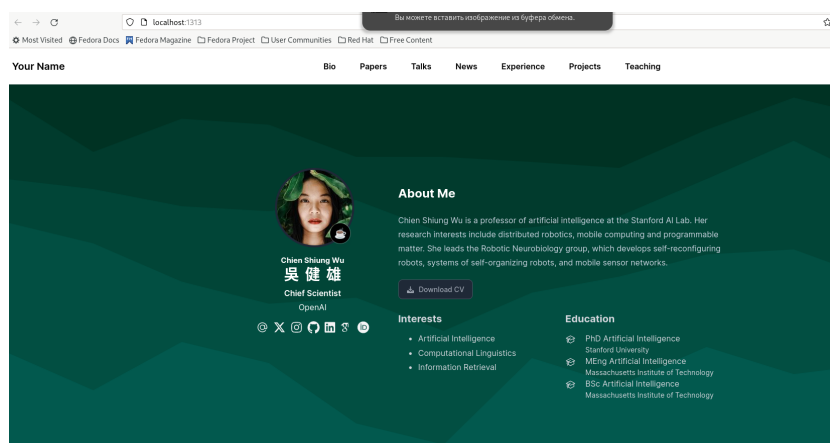 Вы можете вставить изображение из буфера обмена.
localhost:1313
Most Visited Fedora Docs Fedora Magazine Fedora Project User Communities Red Hat Free Content
Your Name Bio Papers Talks News Experience Projects Teaching
Chien Shiung Wu
吳健雄
Chief Scientist
OpenAI
About Me
Chien Shiung Wu is a professor of artificial intelligence at the Stanford AI Lab. Her
research interests include distributed robotics, mobile computing and programmable
matter. She leads the Robotic Neurobiology group, which develops self-reconfiguring
robots, systems of self-organizing robots, and mobile sensor networks.
Download CV
Interests
Artificial Intelligence
Computational Linguistics
Information Retrieval
Education
PhD Artificial Intelligence
Stanford University
MEng Artificial Intelligence
Massachusetts Institute of Technology
BSc Artificial Intelligence
Massachusetts Institute of Technology